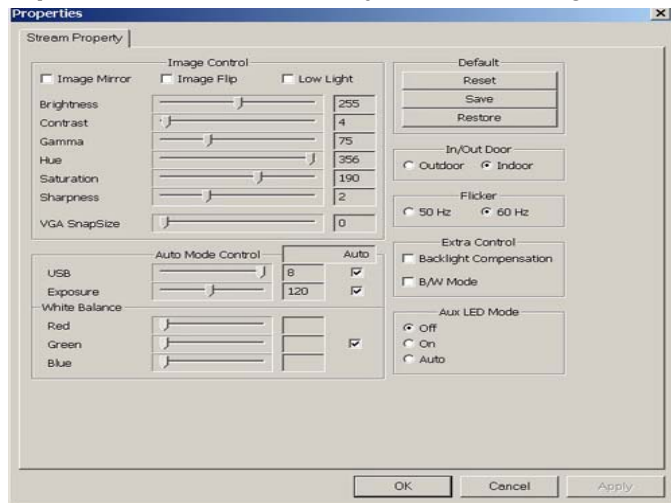 Properties
Stream Property
Image Control
Image Mirror Image Flip Low Light
Brightness 255
Contrast 4
Gamma 75
Hue 356
Saturation 190
Sharpness 2
VGA SnapSize 0
Auto Mode Control Auto
USB 8
Exposure 120
White Balance
Red
Green
Blue
Default
Reset
Save
Restore
In/Out Door
Outdoor Indoor
Flicker
50 Hz 60 Hz
Extra Control
Backlight Compensation
B/W Mode
Aux LED Mode
Off
On
Auto
OK Cancel Apply